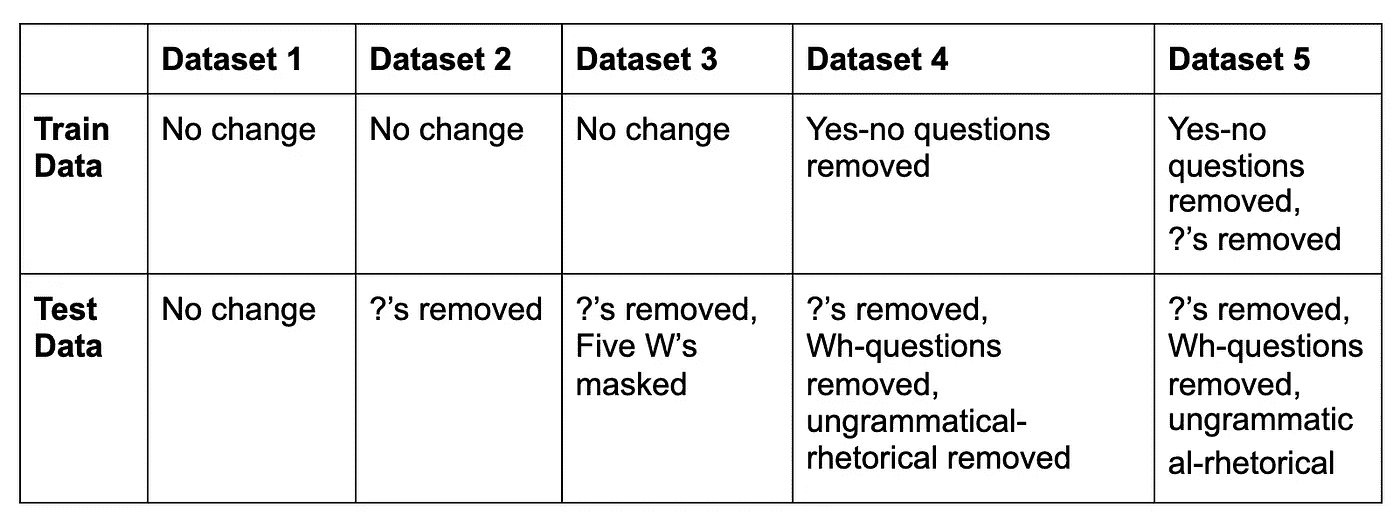 Dataset 1 Dataset 2 Dataset 3 Dataset 4 Dataset 5
Train
Data
No change
No change
No change
Yes-no questions
removed
Yes-no
questions
removed,
?’s removed
Test
Data
No change
?’s removed
?’s removed,
Five W’s
masked
?’s removed,
Wh-questions
removed,
ungrammatical-
rhetorical removed
?’s removed,
Wh-questions
removed,
ungrammatic
al-rhetorical